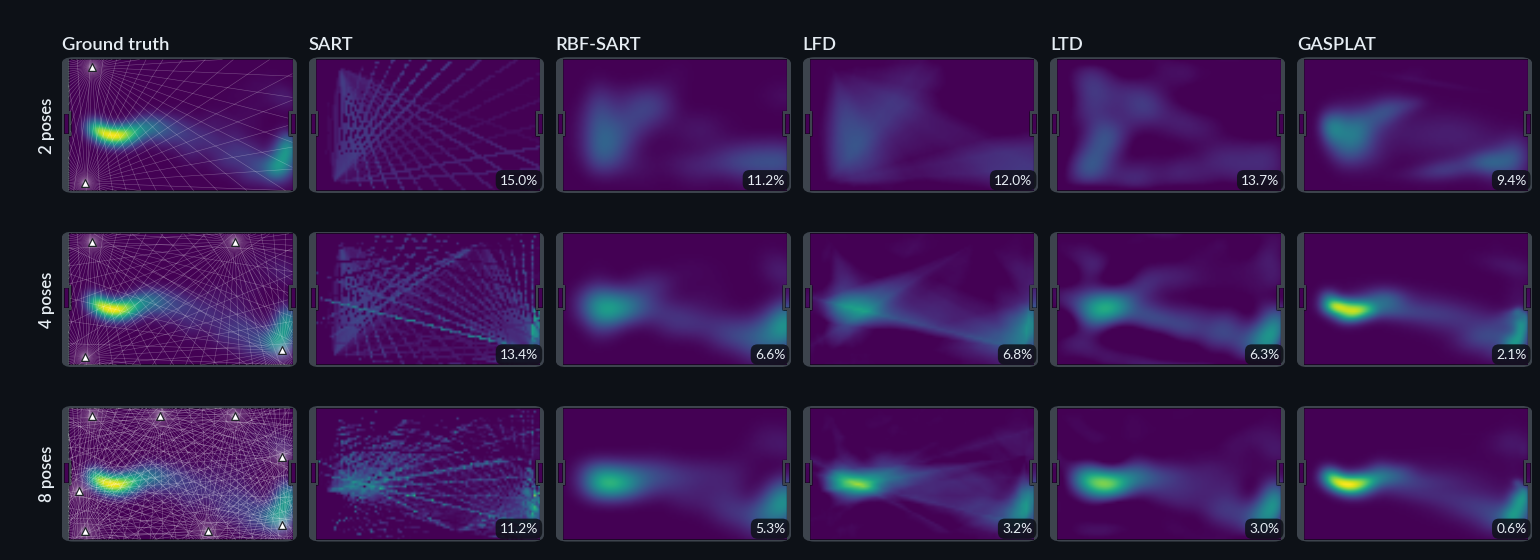 Ground truth SART RBF-SART LFD LTD GASPLAT
2 poses
15.0% 11.2% 12.0% 13.7% 9.4%
4 poses
13.4% 6.6% 6.8% 6.3% 2.1%
8 poses
11.2% 5.3% 3.2% 3.0% 0.6%